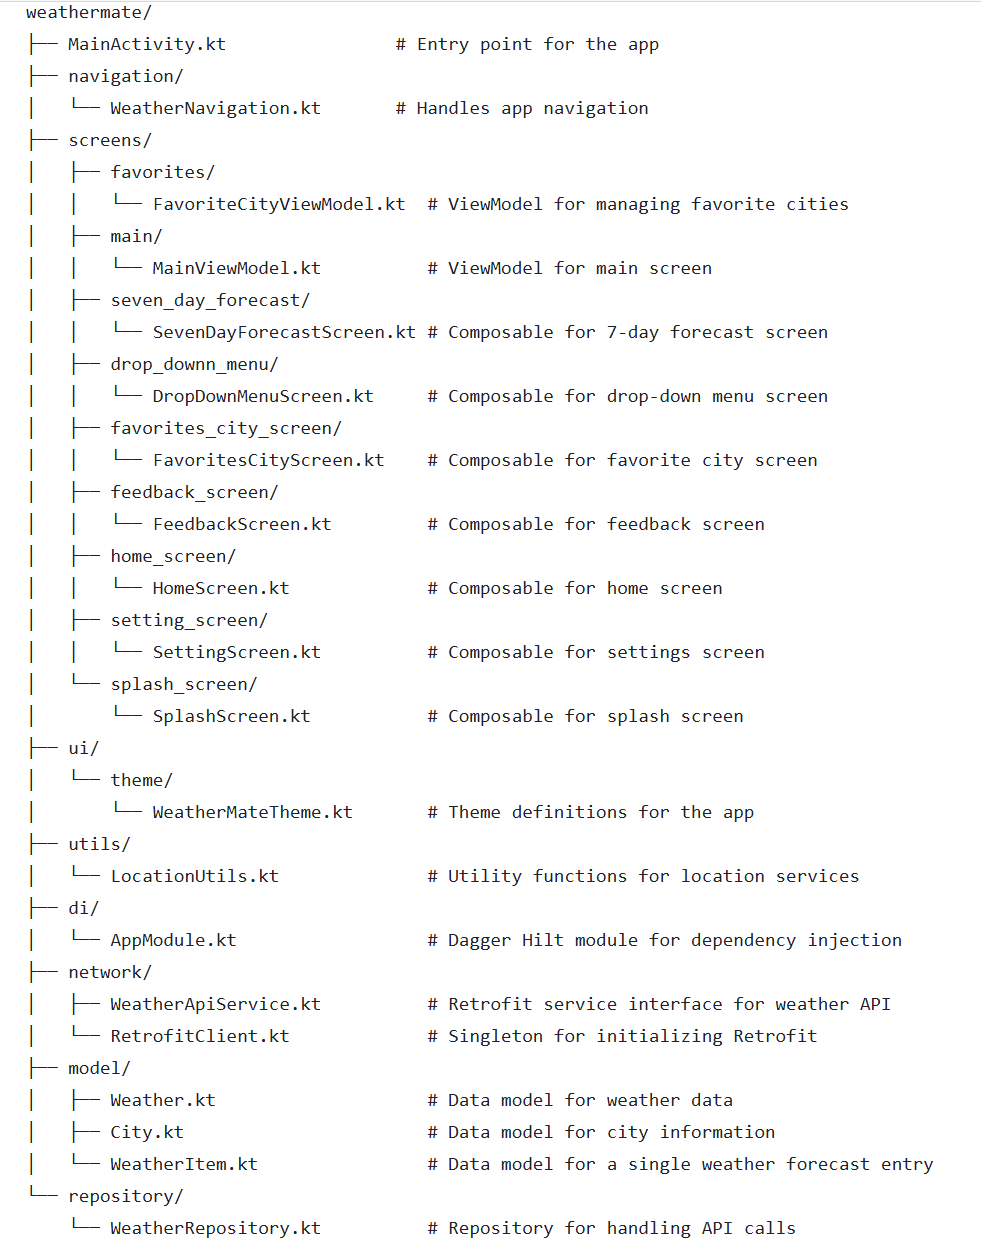 weathermate/
├── MainActivity.kt                # Entry point for the app
├── navigation/
│   └── WeatherNavigation.kt       # Handles app navigation
├── screens/
│   ├── favorites/
│   │   └── FavoriteCityViewModel.kt  # ViewModel for managing favorite cities
│   ├── main/
│   │   └── MainViewModel.kt          # ViewModel for main screen
│   ├── seven_day_forecast/
│   │   └── SevenDayForecastScreen.kt # Composable for 7-day forecast screen
│   ├── drop_downn_menu/
│   │   └── DropDownMenuScreen.kt     # Composable for drop-down menu screen
│   ├── favorites_city_screen/
│   │   └── FavoritesCityScreen.kt    # Composable for favorite city screen
│   ├── feedback_screen/
│   │   └── FeedbackScreen.kt         # Composable for feedback screen
│   ├── home_screen/
│   │   └── HomeScreen.kt             # Composable for home screen
│   ├── setting_screen/
│   │   └── SettingScreen.kt          # Composable for settings screen
│   └── splash_screen/
│       └── SplashScreen.kt           # Composable for splash screen
├── ui/
│   └── theme/
│       └── WeatherMateTheme.kt       # Theme definitions for the app
├── utils/
│   └── LocationUtils.kt              # Utility functions for location services
├── di/
│   └── AppModule.kt                  # Dagger Hilt module for dependency injection
├── network/
│   ├── WeatherApiService.kt          # Retrofit service interface for weather API
│   └── RetrofitClient.kt             # Singleton for initializing Retrofit
├── model/
│   ├── Weather.kt                    # Data model for weather data
│   ├── City.kt                       # Data model for city information
│   └── WeatherItem.kt                # Data model for a single weather forecast entry
└── repository/
    └── WeatherRepository.kt          # Repository for handling API calls